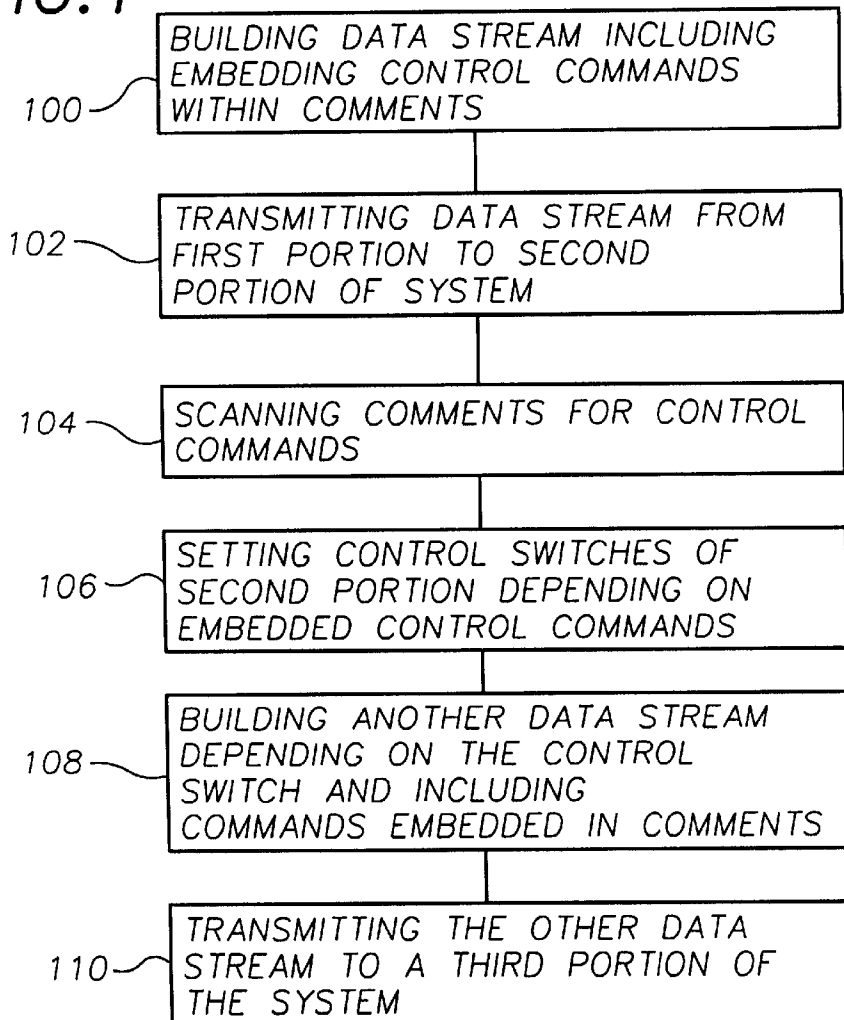 BUILDING DATA STREAM INCLUDING
EMBEDDING CONTROL COMMANDS
WITHIN COMMENTS
100
TRANSMITTING DATA STREAM FROM
FIRST PORTION TO SECOND
PORTION OF SYSTEM
102
SCANNING COMMENTS FOR CONTROL
COMMANDS
104
SETTING CONTROL SWITCHES OF
SECOND PORTION DEPENDING ON
EMBEDDED CONTROL COMMANDS
106
BUILDING ANOTHER DATA STREAM
DEPENDING ON THE CONTROL
SWITCH AND INCLUDING
COMMANDS EMBEDDED IN COMMENTS
108
TRANSMITTING THE OTHER DATA
STREAM TO A THIRD PORTION OF
THE SYSTEM
110